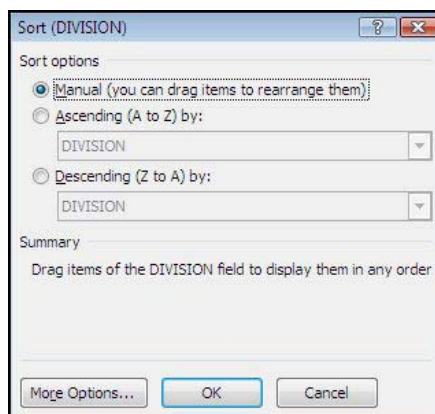 Sort (DIVISION)
Sort options
Manual (you can drag items to rearrange them)
Ascending (A to Z) by:
DIVISION
Descending (Z to A) by:
DIVISION
Summary
Drag items of the DIVISION field to display them in any order
More Options... OK Cancel